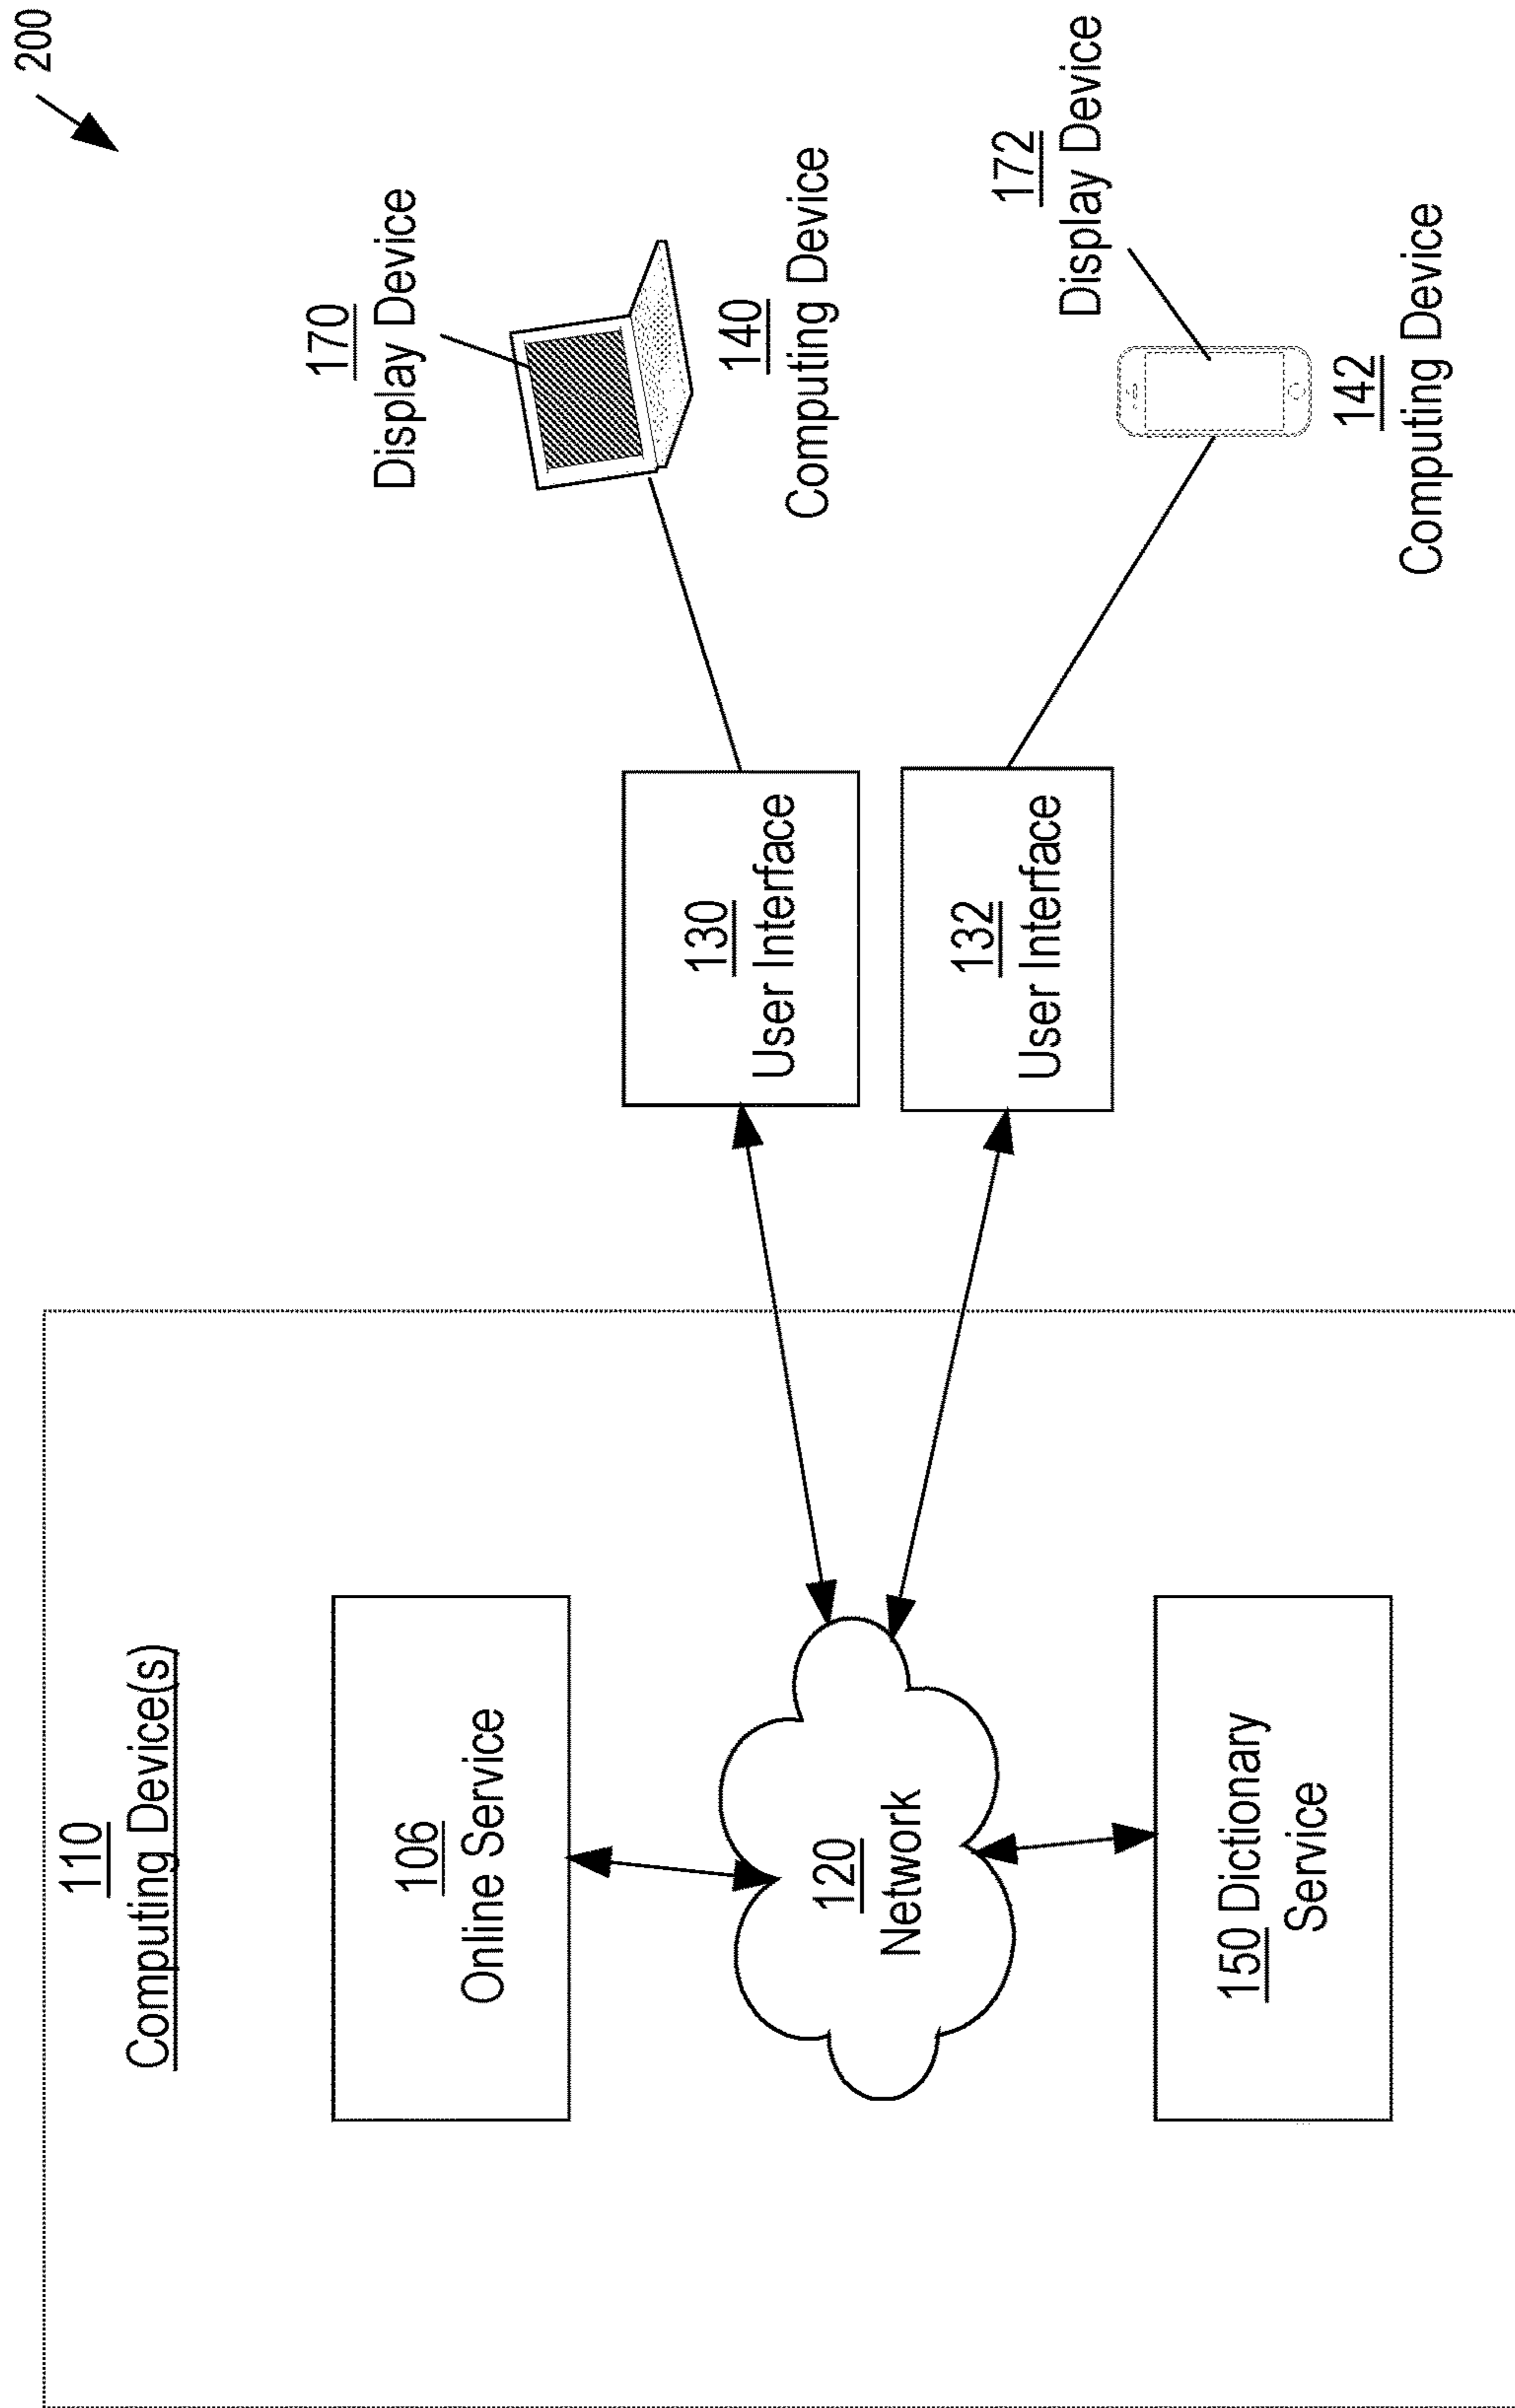 200
110
Computing Device(s)
106
Online Service
120
Network
150 Dictionary
Service
130
User Interface
132
User Interface
170
Display Device
140
Computing Device
172
Display Device
142
Computing Device